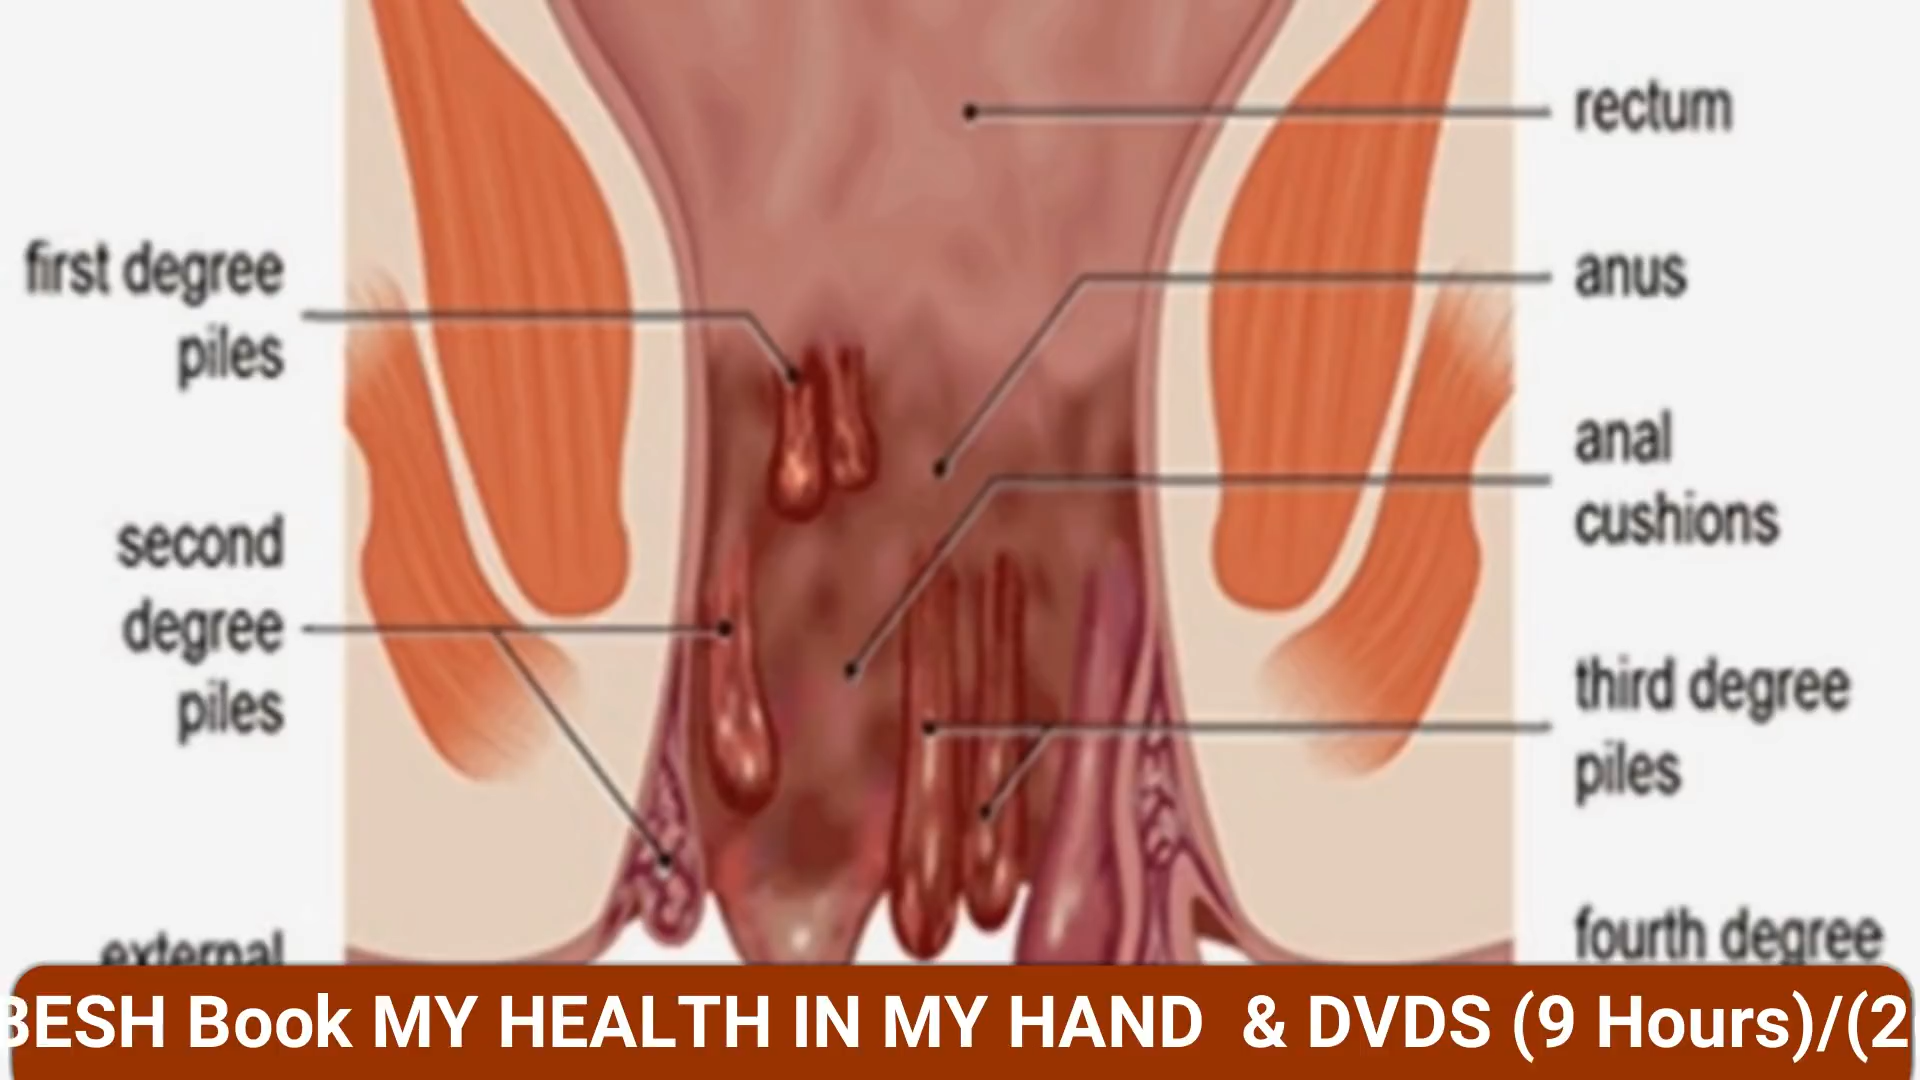 rectum
first degree
piles
anus
anal
cushions
second
degree
piles
third degree
piles
external
fourth degree
BESH Book MY HEALTH IN MY HAND & DVDS (9 Hours)/(2